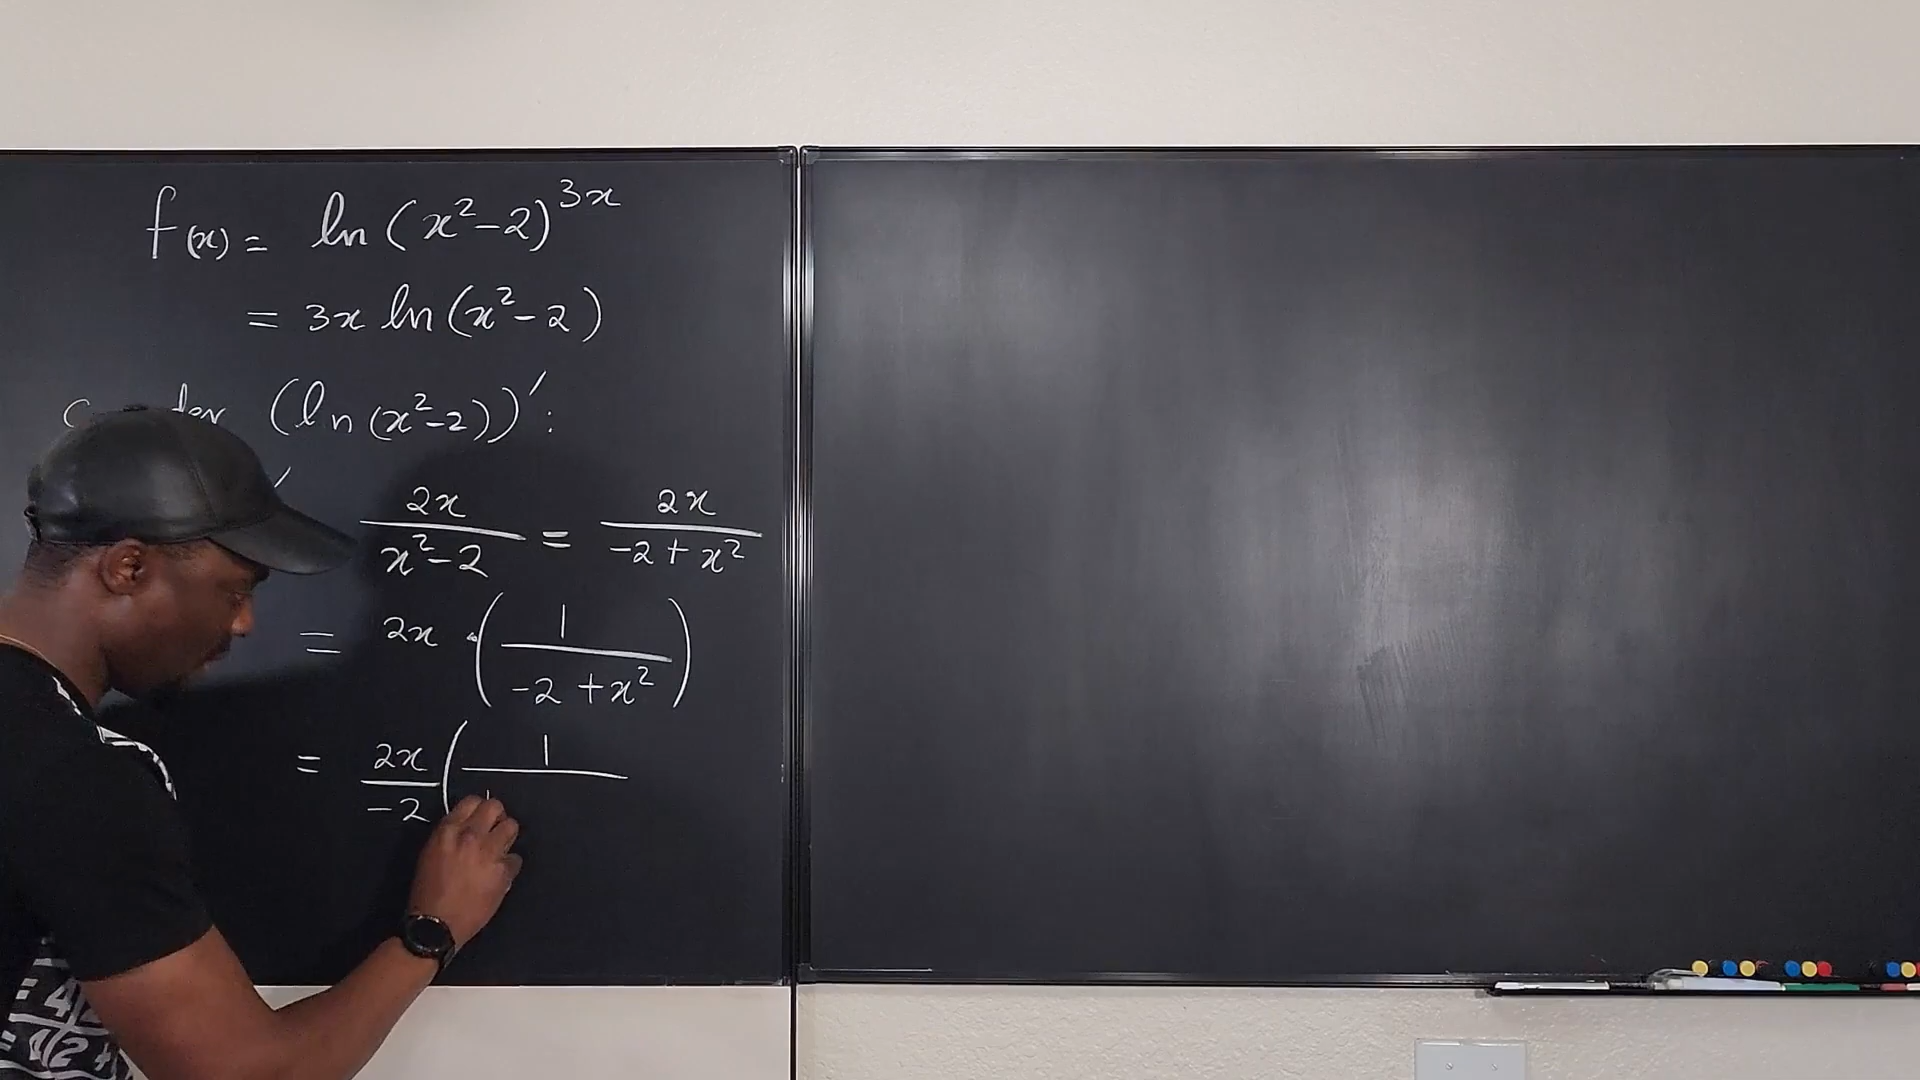 f(x) = ln(x²-2)^3x
= 3x ln(x²-2)
(ln(x²-2))′:
′ 2x/(x²-2) = 2x/(-2+x²)
= 2x · (1/(-2+x²))
= 2x/-2 (1/